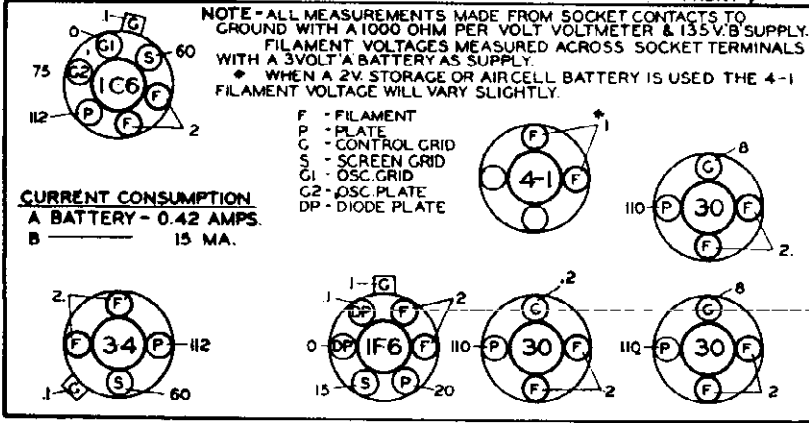 NOTE - ALL MEASUREMENTS MADE FROM SOCKET CONTACTS TO
GROUND WITH A 1000 OHM PER VOLT VOLTMETER & 135 V. B SUPPLY.
FILAMENT VOLTAGES MEASURED ACROSS SOCKET TERMINALS
WITH A 3 VOLT "A" BATTERY AS SUPPLY.
* WHEN A 2V. STORAGE OR AIRCELL BATTERY IS USED THE 4-1
FILAMENT VOLTAGE WILL VARY SLIGHTLY.
.1 G
0 G1 S 60
75 G2 1C6 F
112 P F 2
F - FILAMENT
P - PLATE
G - CONTROL GRID
S - SCREEN GRID
G1 - OSC. GRID
G2 - OSC. PLATE
DP - DIODE PLATE
F * 1
4-1 F
G 8
110 P 30 F
F 2.
CURRENT CONSUMPTION
A BATTERY - 0.42 AMPS.
B ——— 15 MA.
2. F
F 34 P 112
.1 G S 60
.1 G
.1 DP F 2
0 DP 1F6 F
15 S P 20
G .2
110 P 30 F
F 2
G 8
110 P 30 F
F 2